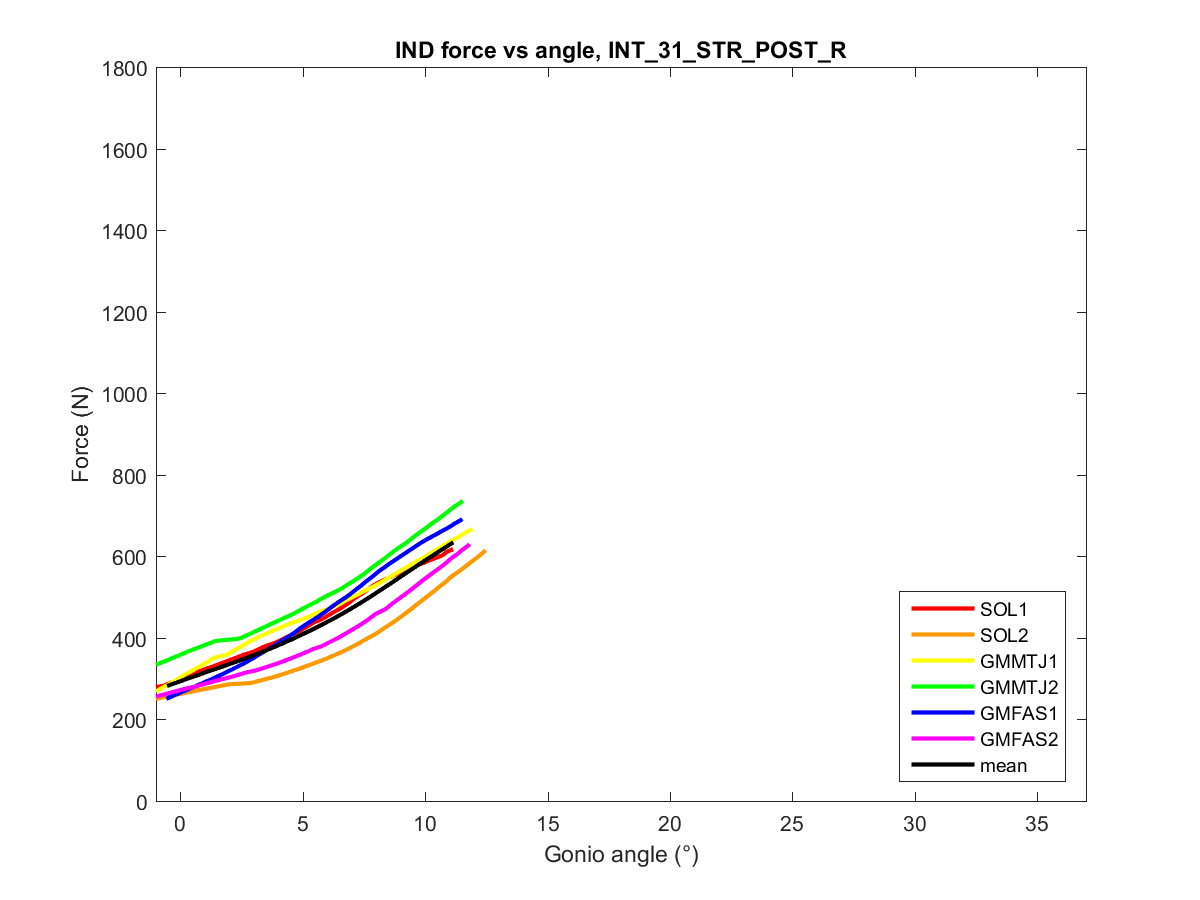 IND force vs angle, INT_31_STR_POST_R
1800
1600
1400
1200
1000
800
600
400
200
0
Force (N)
0 5 10 15 20 25 30 35
Gonio angle (°)
SOL1
SOL2
GMMTJ1
GMMTJ2
GMFAS1
GMFAS2
mean